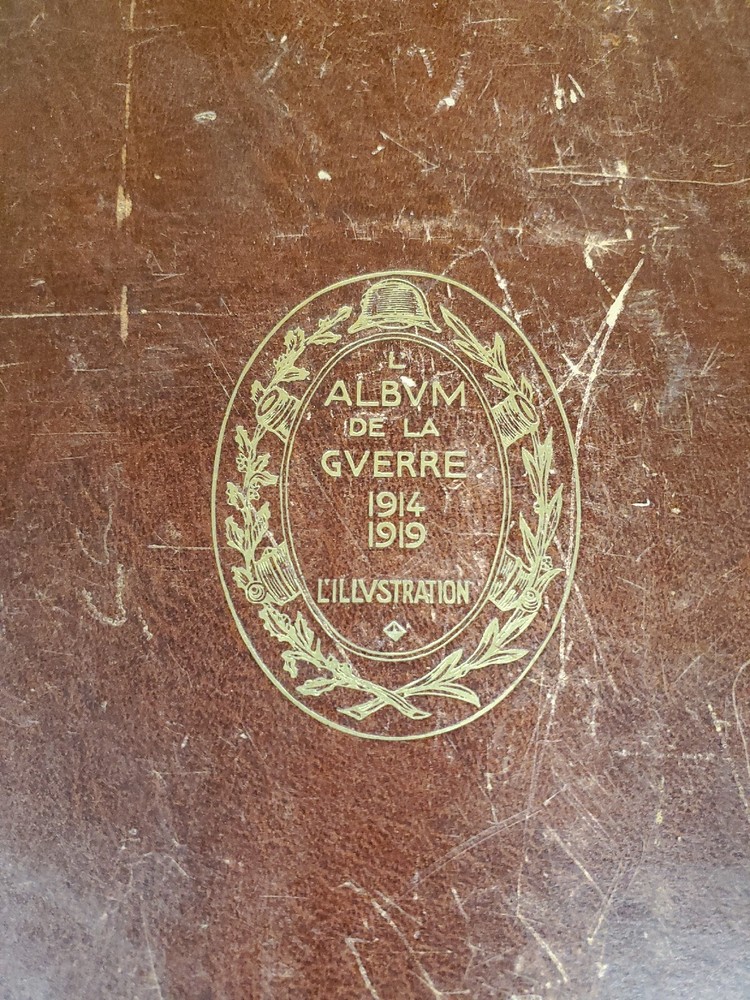 L
ALBVM
DE LA
GVERRE
1914
1919
L'ILLVSTRATION